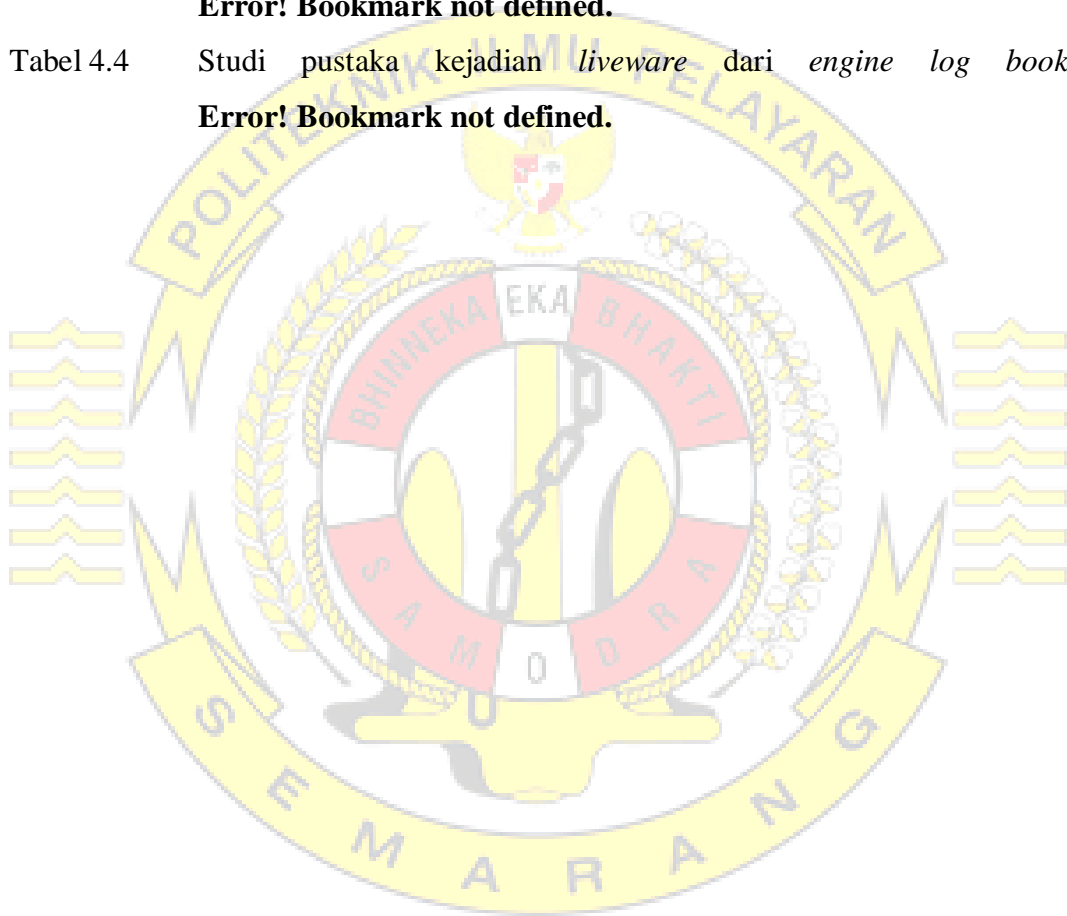 Error! Bookmark not defined.
Tabel 4.4 Studi pustaka kejadian liveware dari engine log book
Error! Bookmark not defined.
POLITEKNIK ILMU PELAYARAN
BHINNEKA EKA BHAKTI
SAMODRA
SEMARANG